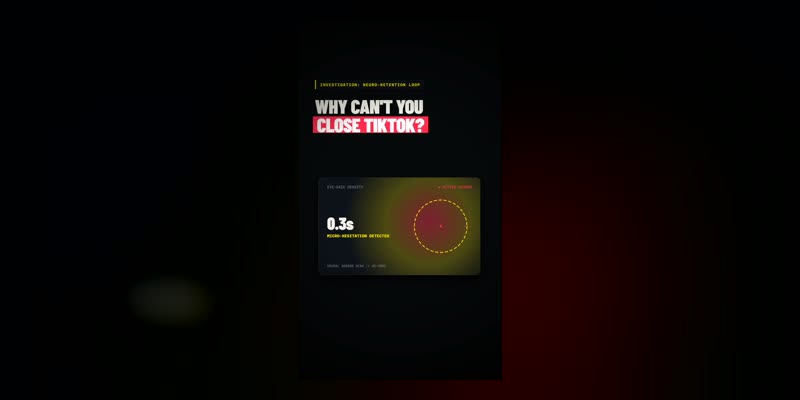 INVESTIGATION: NEURO-RETENTION LOOP
WHY CAN'T YOU
CLOSE TIKTOK?
EYE-GAZE DENSITY
0.3s
MICRO-HESITATION DETECTED